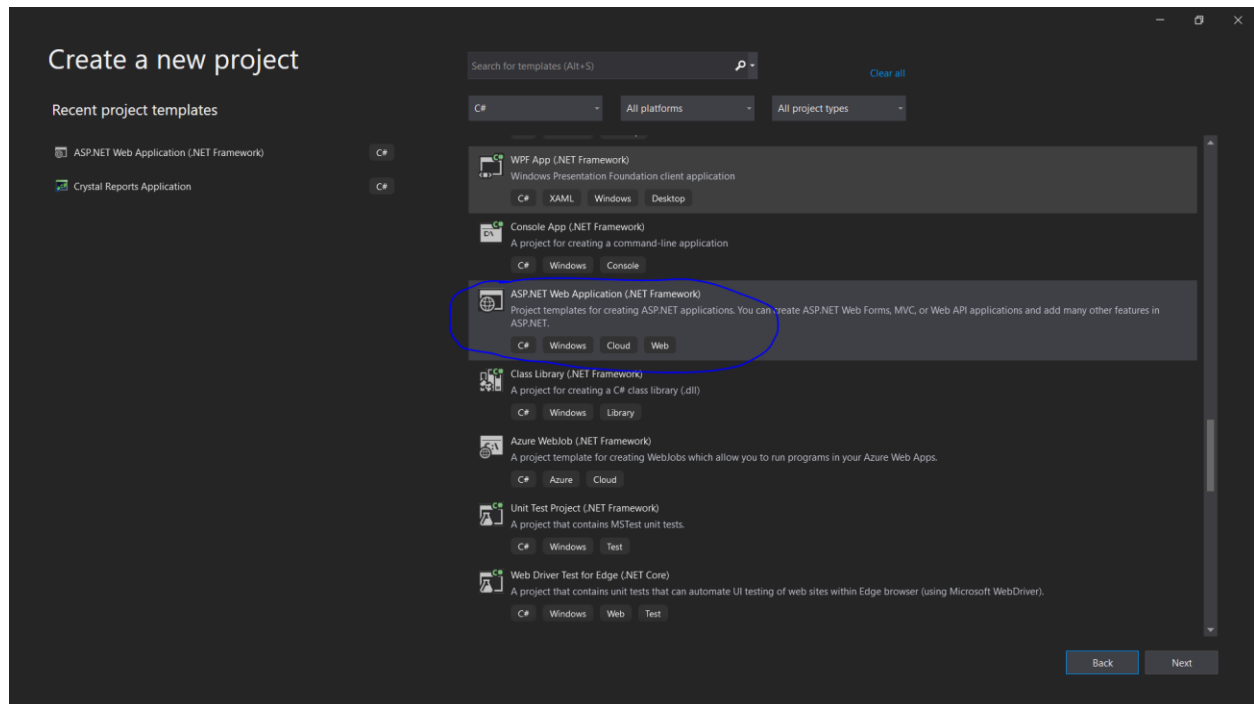 Create a new project
Search for templates (Alt+S)
Clear all
Recent project templates
C#
All platforms
All project types
ASP.NET Web Application (.NET Framework)
C#
Crystal Reports Application
C#
WPF App (.NET Framework)
Windows Presentation Foundation client application
C# XAML Windows Desktop
Console App (.NET Framework)
A project for creating a command-line application
C# Windows Console
ASP.NET Web Application (.NET Framework)
Project templates for creating ASP.NET applications. You can create ASP.NET Web Forms, MVC, or Web API applications and add many other features in
ASP.NET.
C# Windows Cloud Web
Class Library (.NET Framework)
A project for creating a C# class library (.dll)
C# Windows Library
Azure WebJob (.NET Framework)
A project template for creating WebJobs which allow you to run programs in your Azure Web Apps.
C# Azure Cloud
Unit Test Project (.NET Framework)
A project that contains MSTest unit tests.
C# Windows Test
Web Driver Test for Edge (.NET Core)
A project that contains unit tests that can automate UI testing of web sites within Edge browser (using Microsoft WebDriver).
C# Windows Web Test
Back
Next